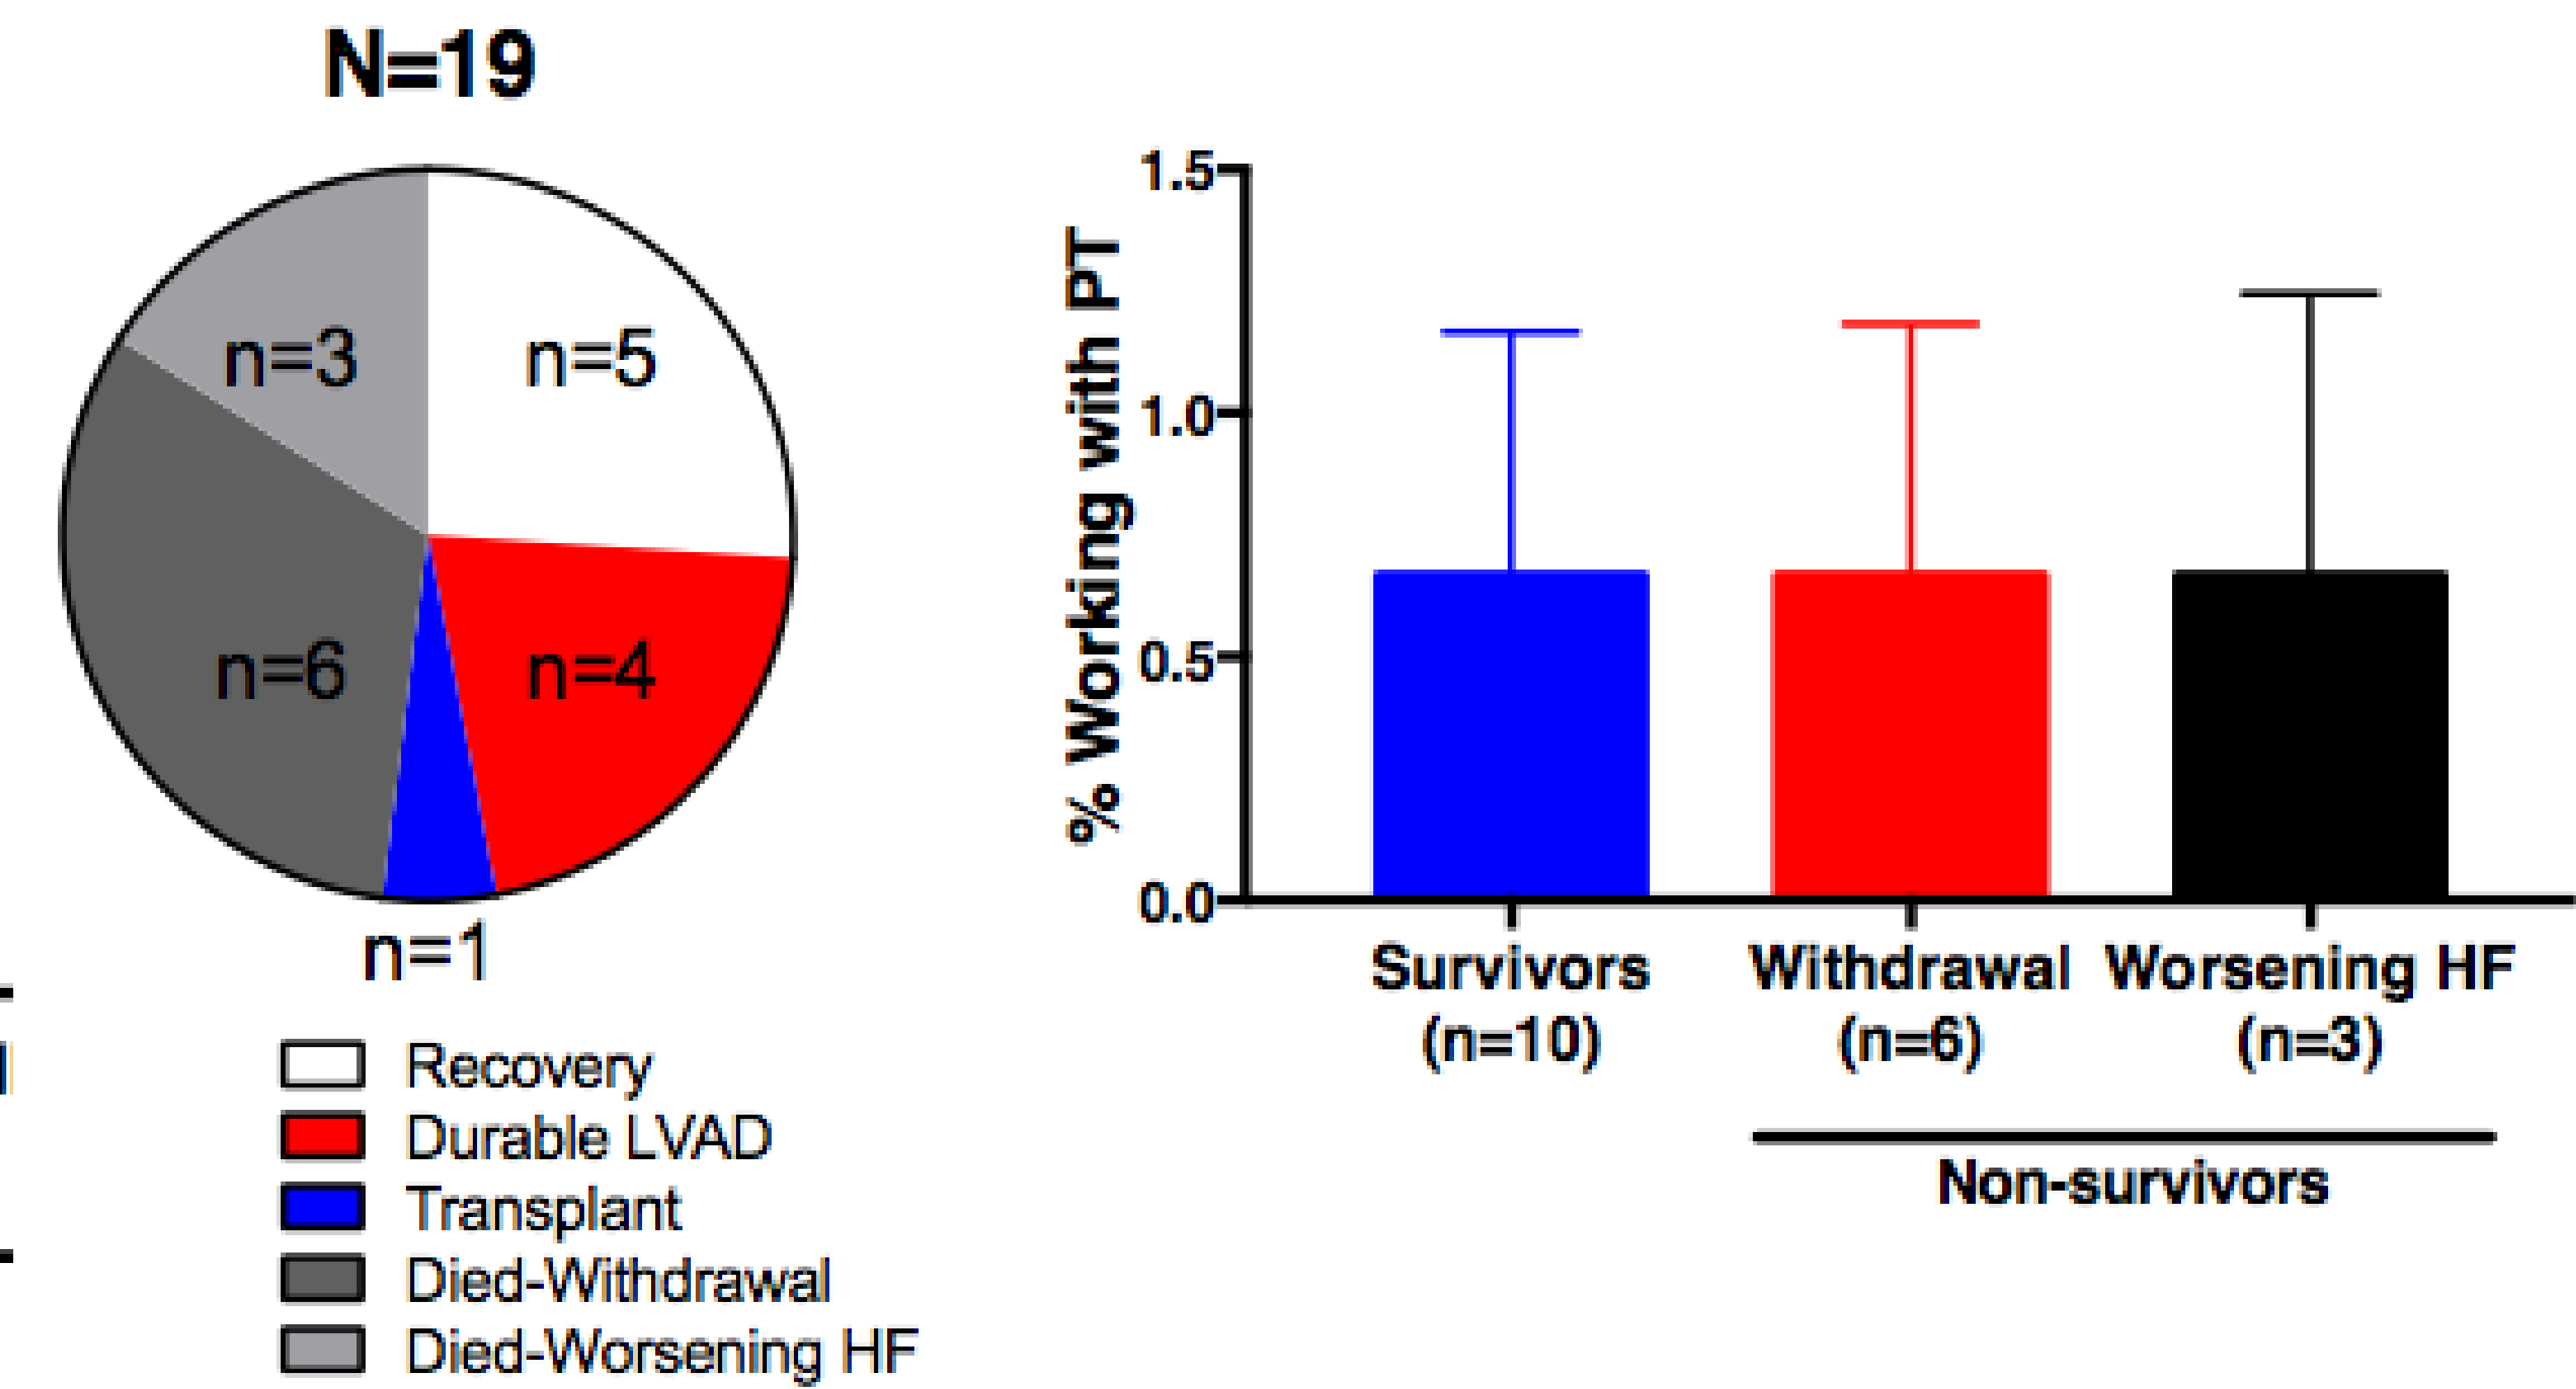 N=19
n=3
n=5
n=6
n=4
n=1
Recovery
Durable LVAD
Transplant
Died-Withdrawal
Died-Worsening HF
% Working with PT
1.5
1.0
0.5
0.0
Survivors
(n=10)
Withdrawal
(n=6)
Worsening HF
(n=3)
Non-survivors